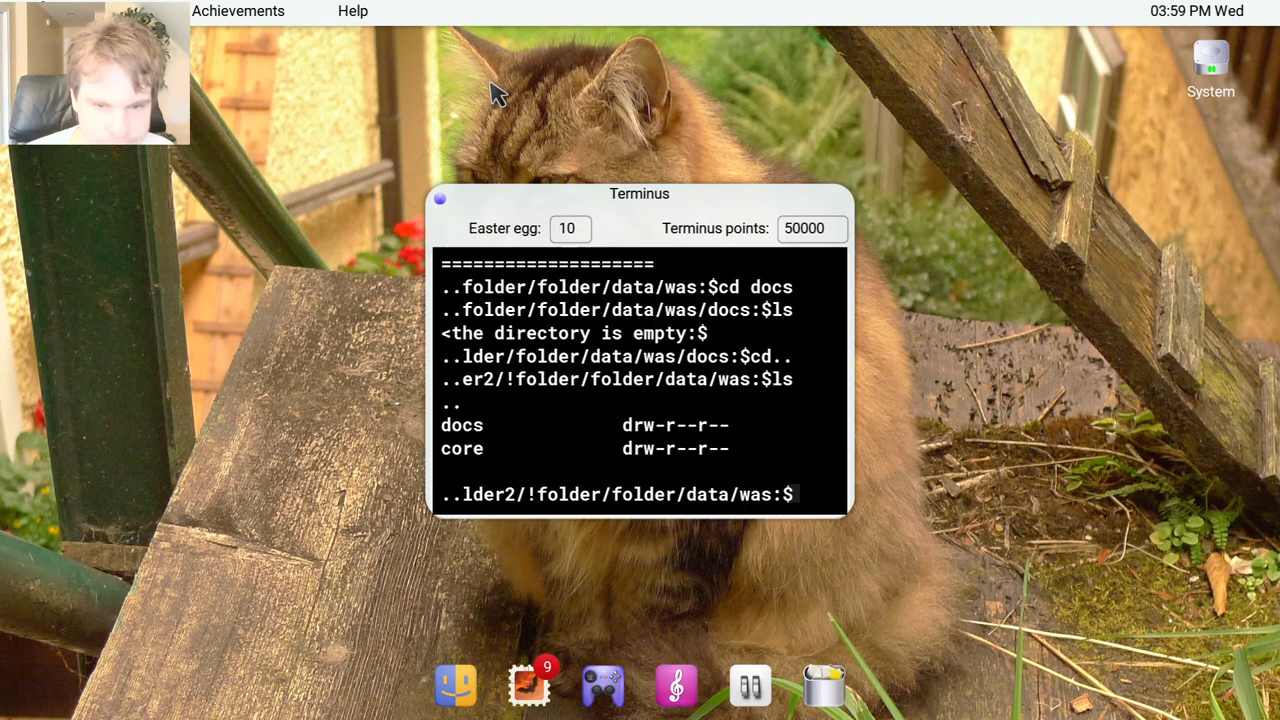 Achievements Help 03:59 PM Wed
System
Terminus
Easter egg: 10 Terminus points: 50000
====================
..folder/folder/data/was:$cd docs
..folder/folder/data/was/docs:$ls
<the directory is empty:$
..lder/folder/data/was/docs:$cd..
..er2/!folder/folder/data/was:$ls
..
docs drw-r--r--
core drw-r--r--
..lder2/!folder/folder/data/was:$
9